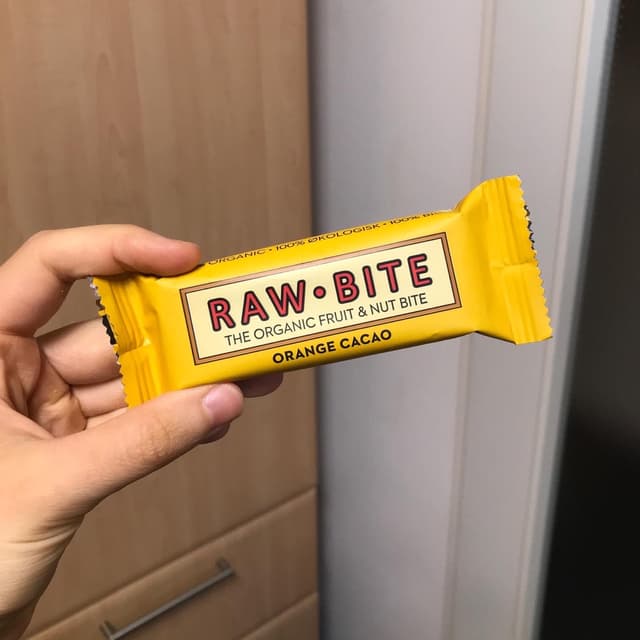 ORGANIC • 100% ØKOLOGISK • 100%
RAW•BITE
THE ORGANIC FRUIT & NUT BITE
ORANGE CACAO